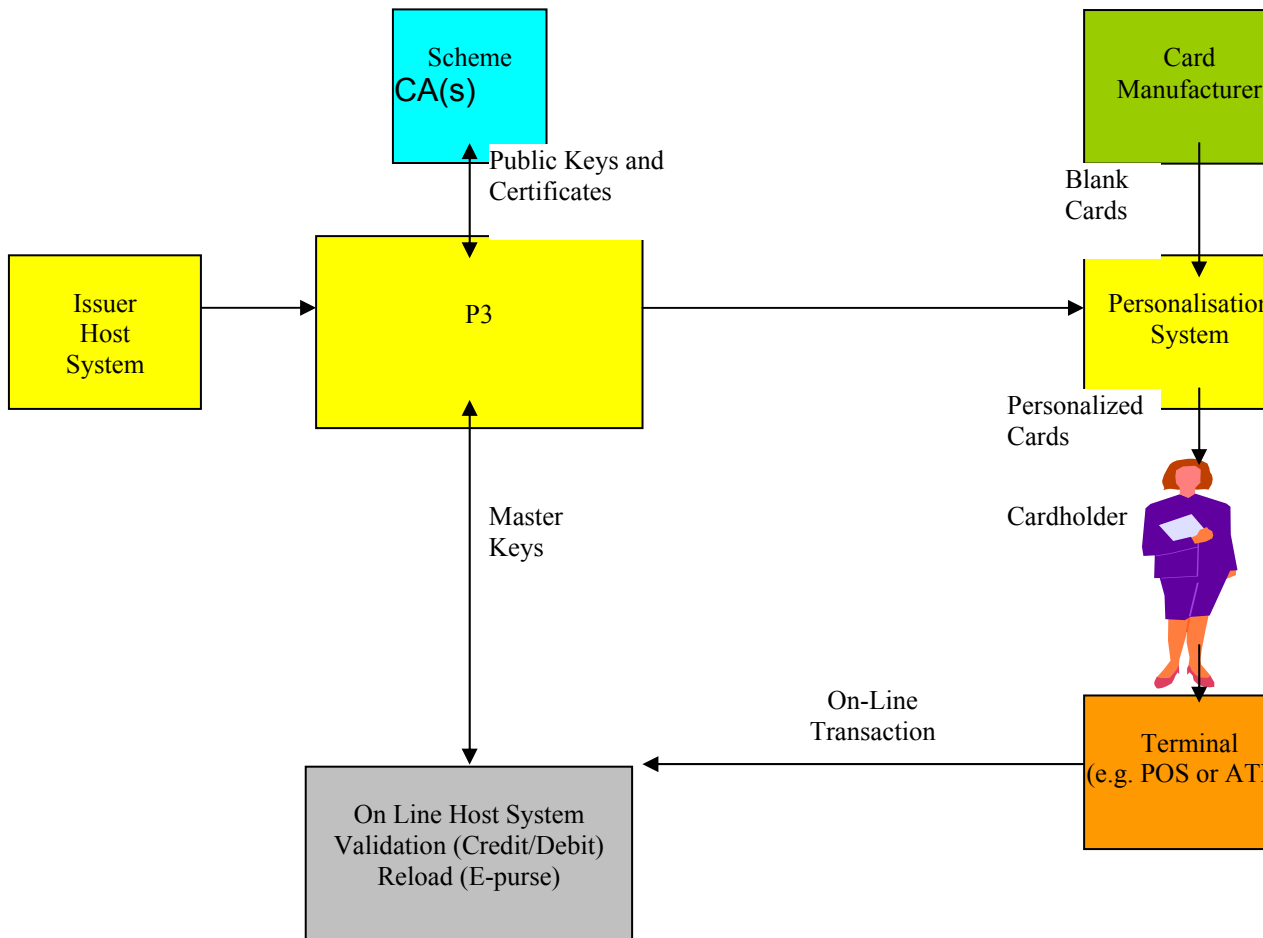 Scheme
CA(s)
Card
Manufacturer
Public Keys and
Certificates
Blank
Cards
Issuer
Host
System
P3
Personalisation
System
Personalized
Cards
Master
Keys
Cardholder
On-Line
Transaction
Terminal
(e.g. POS or AT
On Line Host System
Validation (Credit/Debit)
Reload (E-purse)